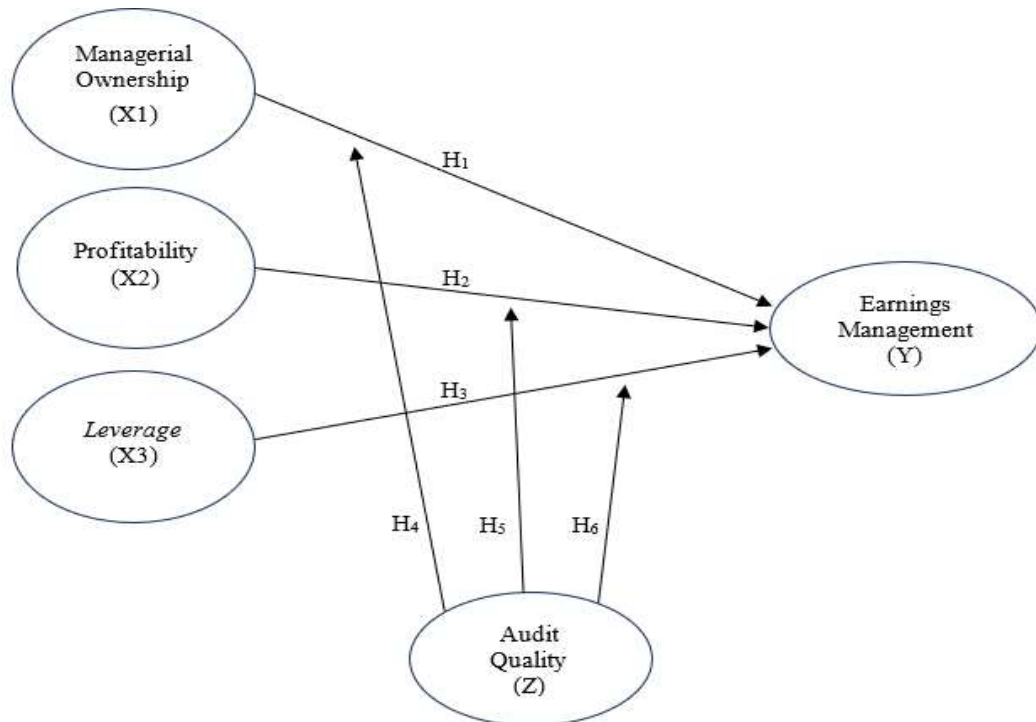 Managerial
Ownership
(X1)
H₁
Profitability
(X2)
H₂
Earnings
Management
(Y)
Leverage
(X3)
H₃
H₄
H₅
H₆
Audit
Quality
(Z)